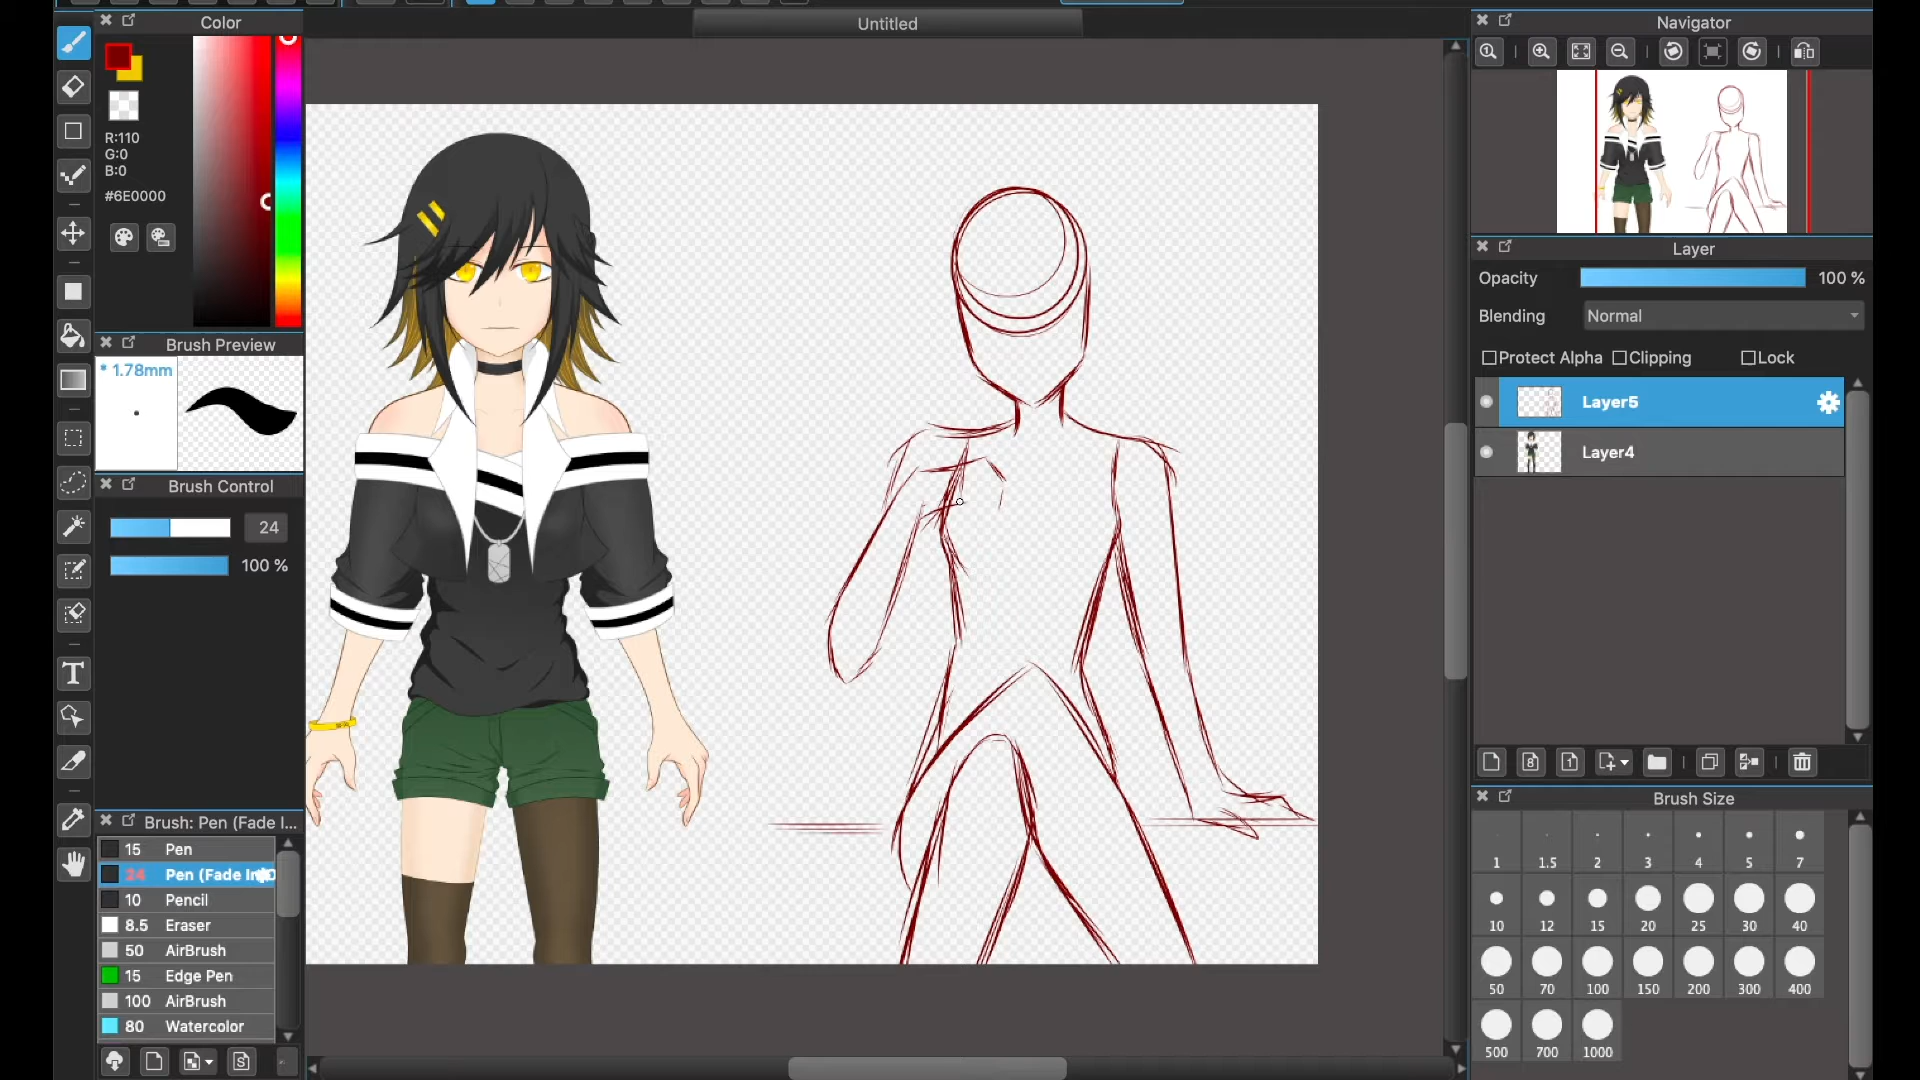 Color
Untitled
Navigator
R:110
G:0
B:0
#6E0000
Layer
Opacity
100 %
Blending
Normal
Protect Alpha
Clipping
Lock
Brush Preview
* 1.78mm
Layer5
Layer4
Brush Control
24
100 %
T
8
1
Brush Size
Brush: Pen (Fade I...
15 Pen
24 Pen (Fade In
10 Pencil
8.5 Eraser
50 AirBrush
15 Edge Pen
100 AirBrush
80 Watercolor
S
1 1.5 2 3 4 5 7
10 12 15 20 25 30 40
50 70 100 150 200 300 400
500 700 1000